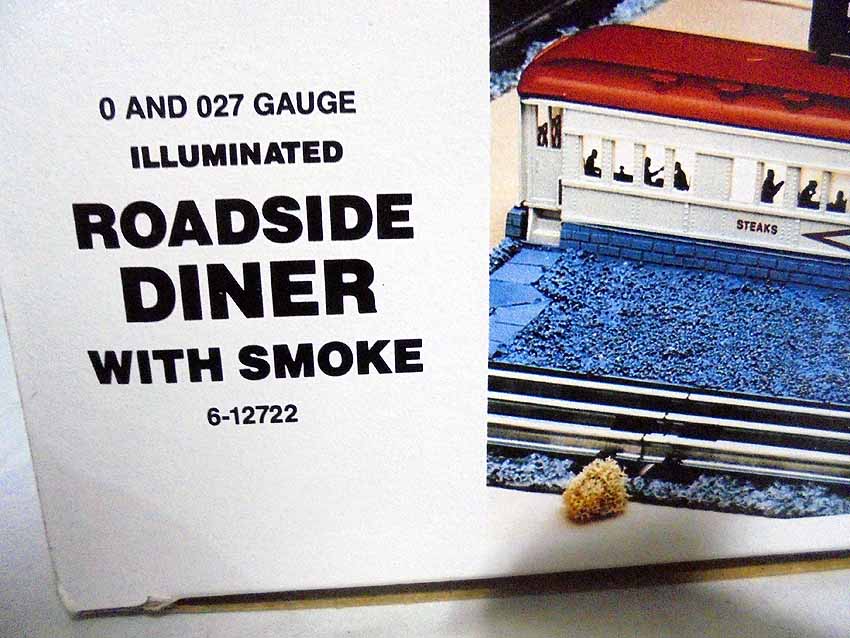 0 AND 027 GAUGE
ILLUMINATED
ROADSIDE
DINER
WITH SMOKE
6-12722
STEAKS